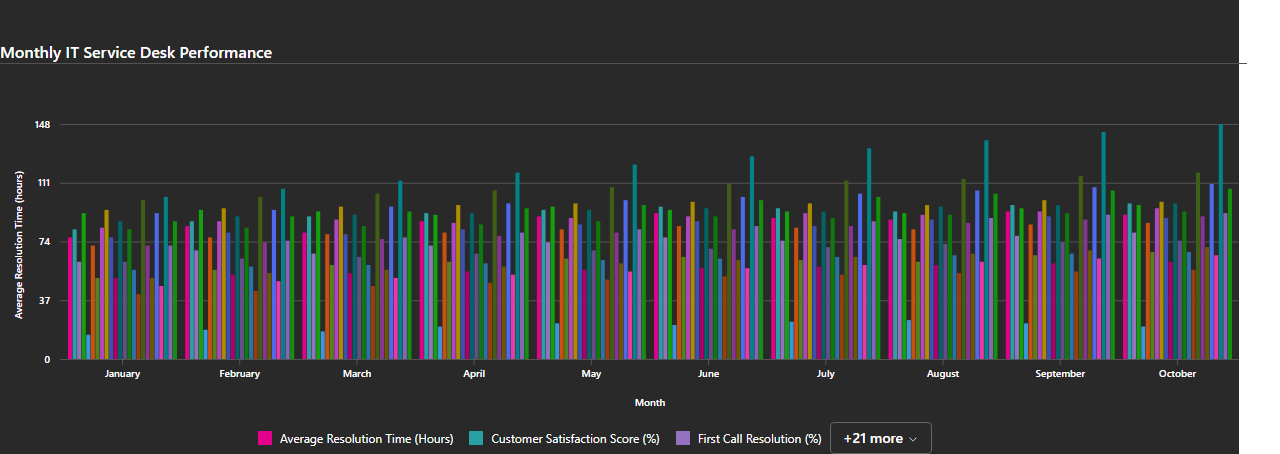 Monthly IT Service Desk Performance
148
111
74
37
0
Average Resolution Time (hours)
January February March April May June July August September October
Month
Average Resolution Time (Hours) Customer Satisfaction Score (%) First Call Resolution (%) +21 more